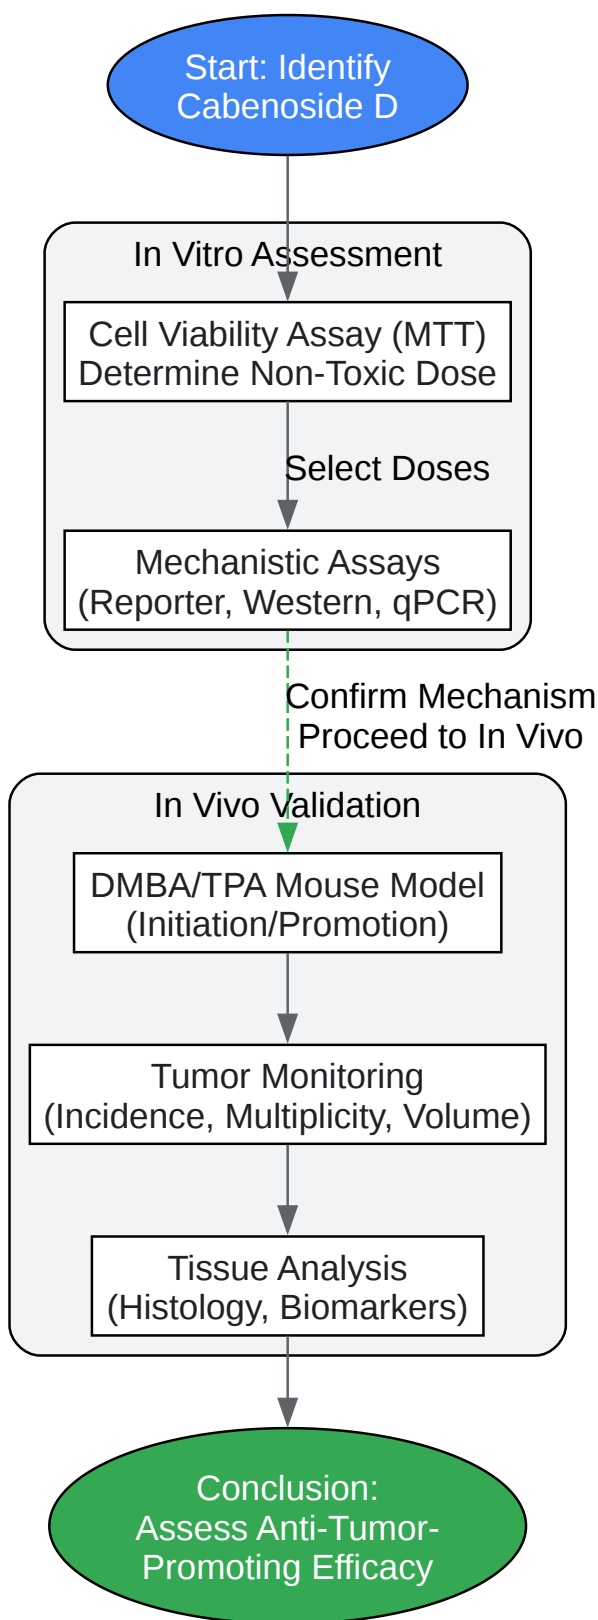 Start: Identify
Cabenoside D
In Vitro Assessment
Cell Viability Assay (MTT)
Determine Non-Toxic Dose
Select Doses
Mechanistic Assays
(Reporter, Western, qPCR)
Confirm Mechanism
Proceed to In Vivo
In Vivo Validation
DMBA/TPA Mouse Model
(Initiation/Promotion)
Tumor Monitoring
(Incidence, Multiplicity, Volume)
Tissue Analysis
(Histology, Biomarkers)
Conclusion:
Assess Anti-Tumor-
Promoting Efficacy